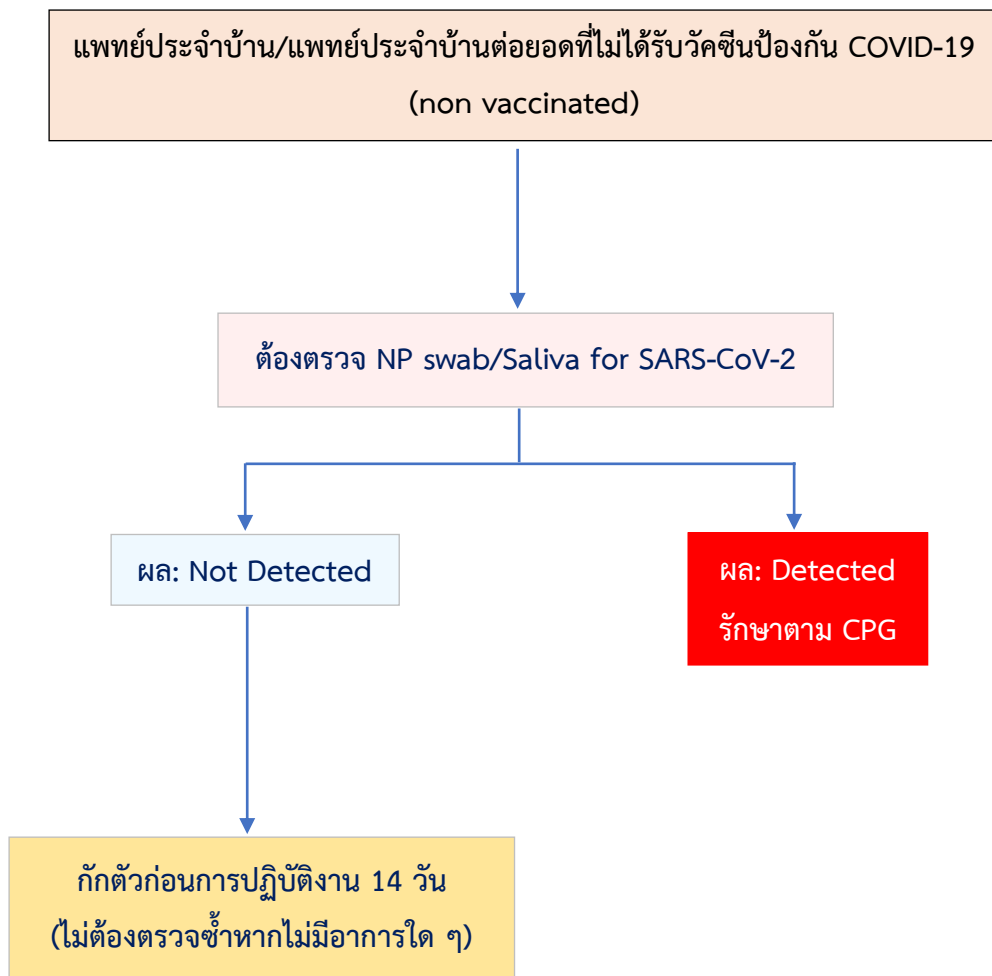 แพทย์ประจำบ้าน/แพทย์ประจำบ้านต่อยอดที่ไม่ได้รับวัคซีนป้องกัน COVID-19
(non vaccinated)
ต้องตรวจ NP swab/Saliva for SARS-CoV-2
ผล: Not Detected
ผล: Detected
รักษาตาม CPG
กักตัวก่อนการปฏิบัติงาน 14 วัน
(ไม่ต้องตรวจซ้ำหากไม่มีอาการใด ๆ)